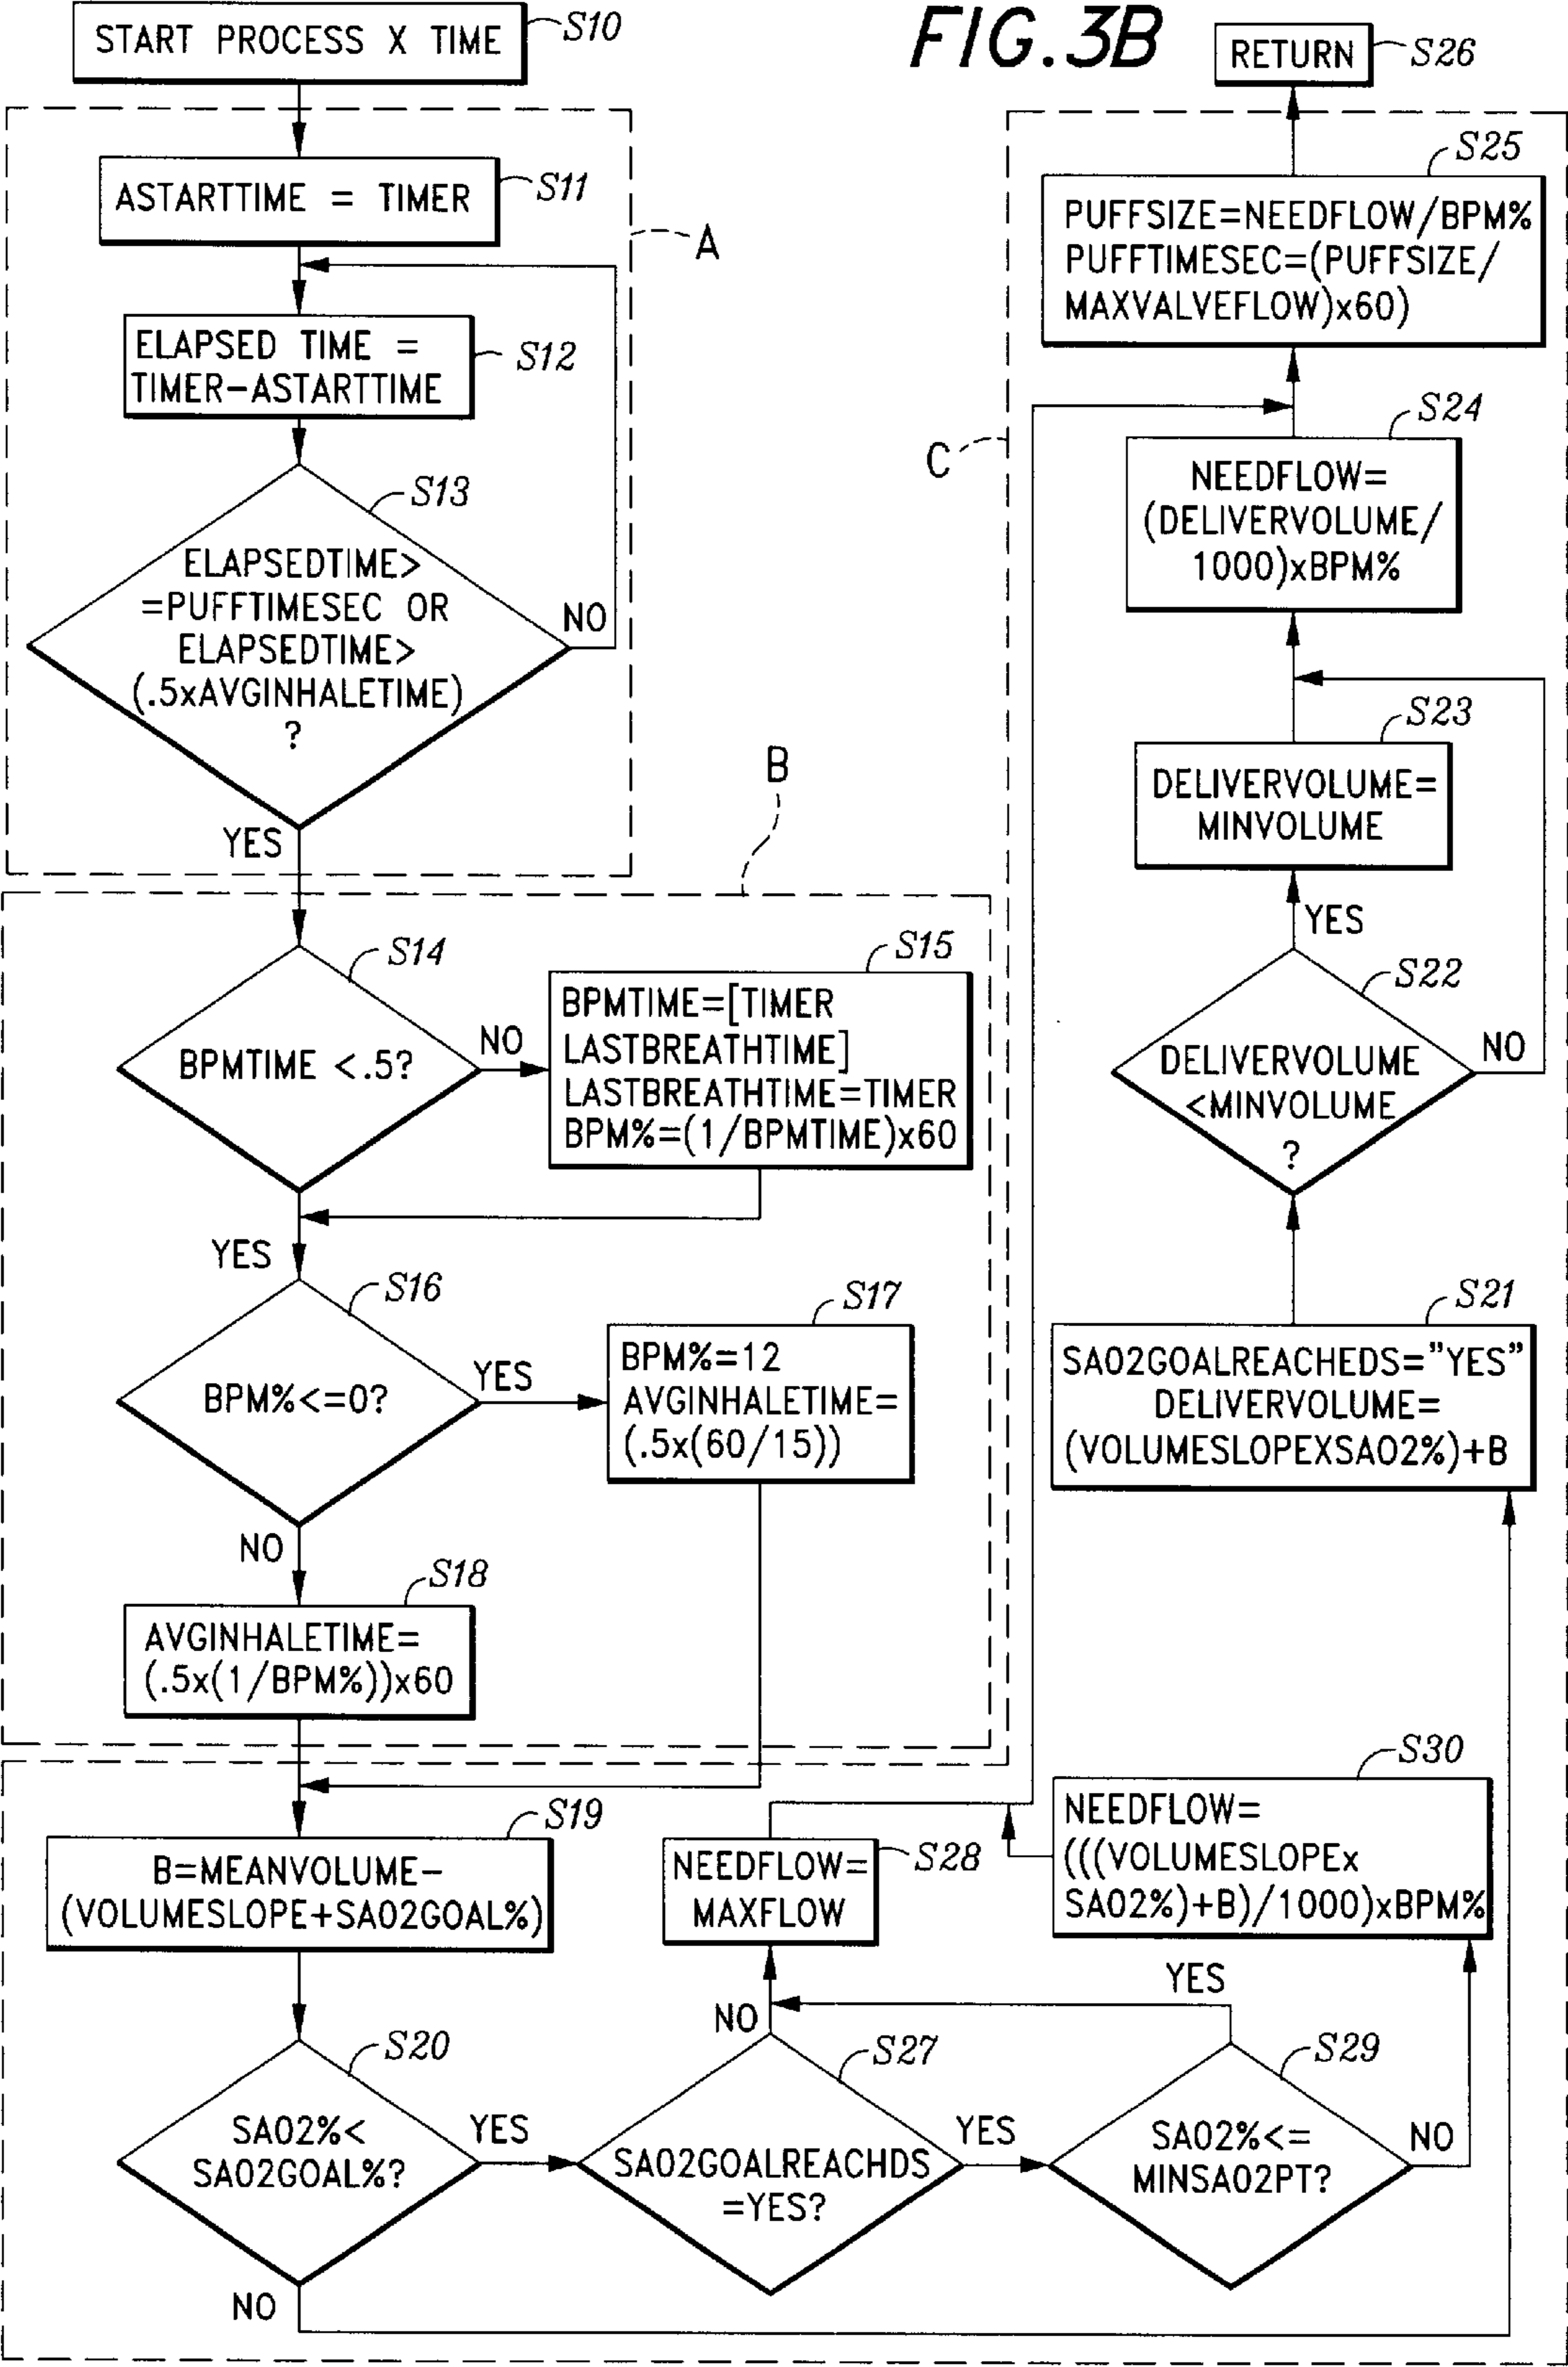 FIG.3B
START PROCESS X TIME
S10
A
ASTARTTIME = TIMER
S11
ELAPSED TIME =
TIMER-ASTARTTIME
S12
S13
ELAPSEDTIME>
=PUFFTIMESEC OR
ELAPSEDTIME>
(.5xAVGINHALETIME)
?
NO
YES
B
S14
BPMTIME <.5?
NO
YES
S15
BPMTIME=[TIMER
LASTBREATHTIME]
LASTBREATHTIME=TIMER
BPM%=(1/BPMTIME)x60
S16
BPM%<=0?
YES
NO
S17
BPM%=12
AVGINHALETIME=
(.5x(60/15))
S18
AVGINHALETIME=
(.5x(1/BPM%))x60
S19
B=MEANVOLUME-
(VOLUMESLOPE+SA02GOAL%)
S20
SA02%<
SA02GOAL%?
YES
NO
S27
SA02GOALREACHDS
=YES?
NO
YES
S28
NEEDFLOW=
MAXFLOW
S29
SA02%<=
MINSA02PT?
YES
NO
S30
NEEDFLOW=
(((VOLUMESLOPEx
SA02%)+B)/1000)xBPM%
C
RETURN
S26
S25
PUFFSIZE=NEEDFLOW/BPM%
PUFFTIMESEC=(PUFFSIZE/
MAXVALVEFLOW)x60)
S24
NEEDFLOW=
(DELIVERVOLUME/
1000)xBPM%
S23
DELIVERVOLUME=
MINVOLUME
YES
S22
DELIVERVOLUME
<MINVOLUME
?
NO
S21
SA02GOALREACHEDS="YES"
DELIVERVOLUME=
(VOLUMESLOPEXSA02%)+B